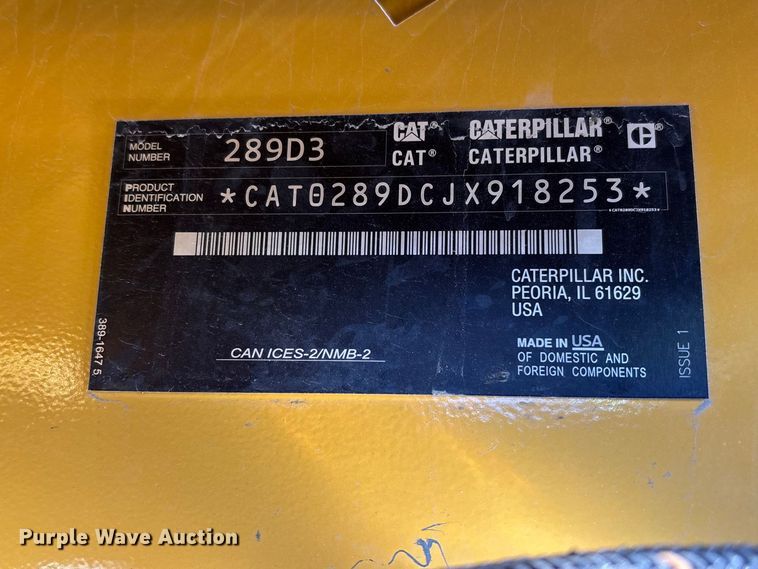 MODEL NUMBER 289D3
CAT® CATERPILLAR®
CAT® CATERPILLAR®
PRODUCT IDENTIFICATION NUMBER *CAT0289DCJX918253*
*CAT0289DCJX918253*
CATERPILLAR INC.
PEORIA, IL 61629
USA
CAN ICES-2/NMB-2
MADE IN USA
OF DOMESTIC AND
FOREIGN COMPONENTS
389-1647 5
ISSUE 1
Purple Wave Auction